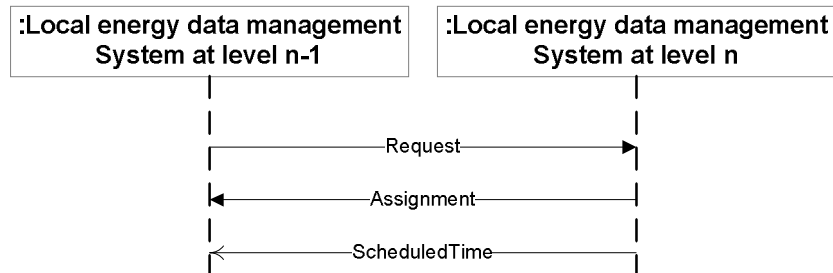 :Local energy data management
System at level n-1
:Local energy data management
System at level n
Request
Assignment
ScheduledTime